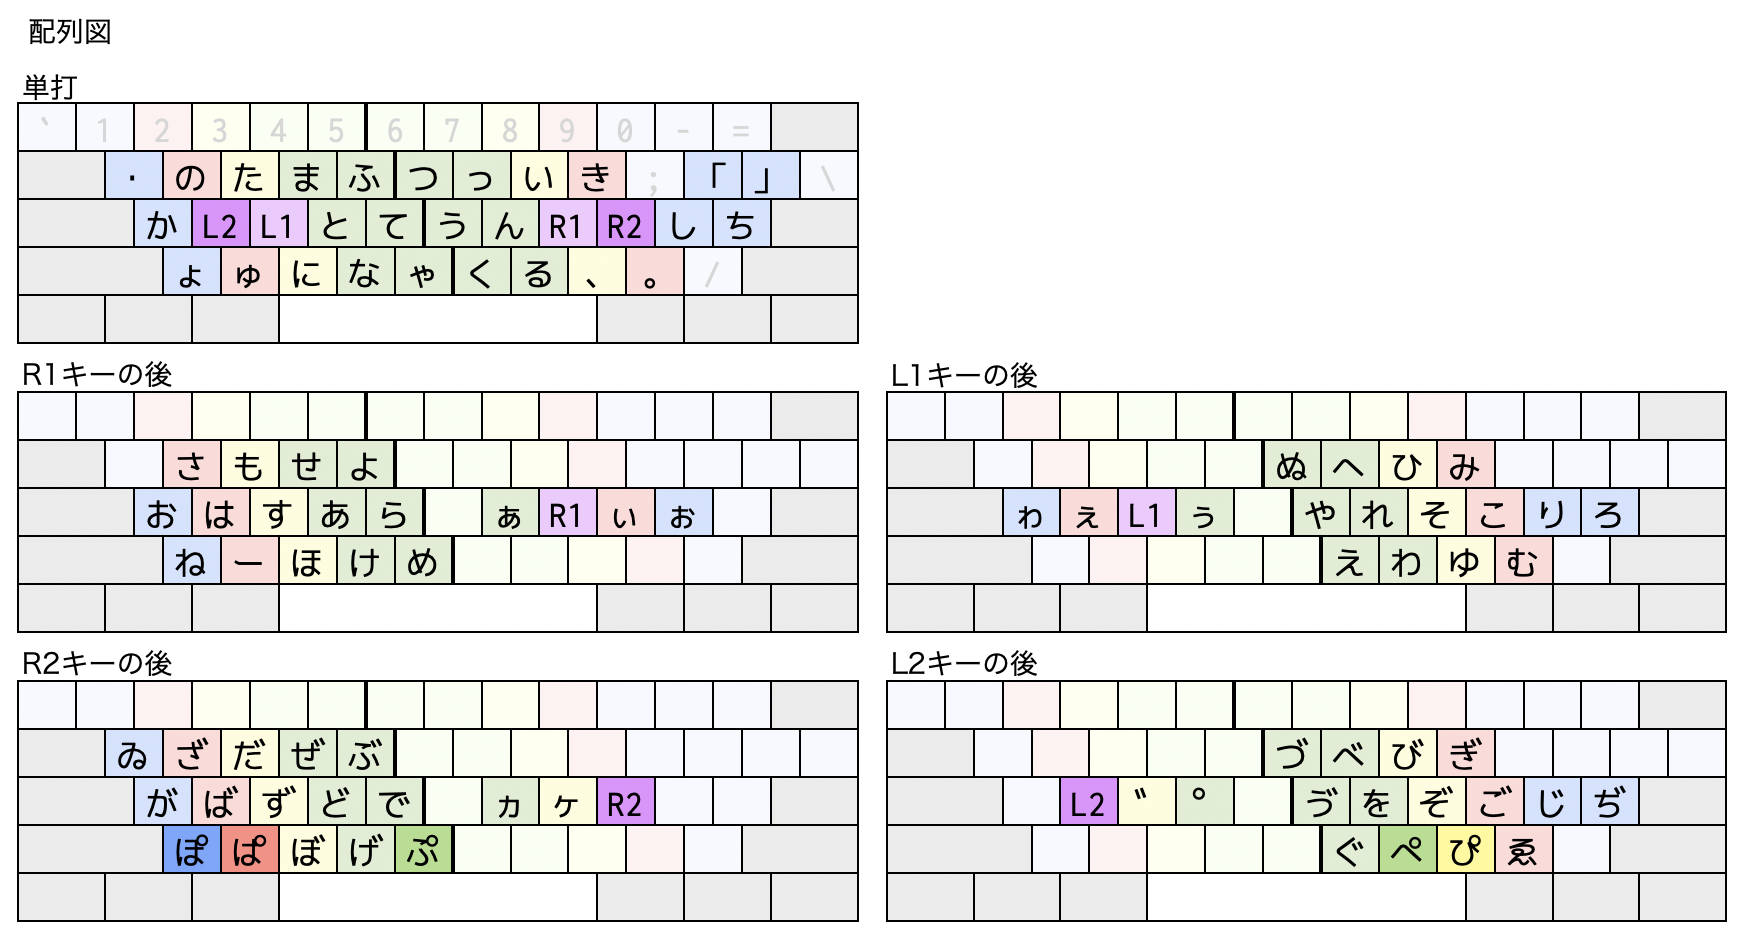 配列図
単打
` 1 2 3 4 5 6 7 8 9 0 - =
・ の た ま ふ つ っ い き ; 「 」 \
か L2 L1 と て う ん R1 R2 し ち
ょ ゅ に な ゃ く る 、 。 /
R1キーの後
さ も せ よ
お は す あ ら ぁ R1 ぃ ぉ
ね ー ほ け め
L1キーの後
ぬ へ ひ み
ゎ ぇ L1 ぅ や れ そ こ り ろ
え わ ゆ む
R2キーの後
ゐ ざ だ ぜ ぶ
が ば ず ど で ヵ ヶ R2
ぽ ぱ ぼ げ ぷ
L2キーの後
づ べ び ぎ
L2 ゛ ゜ ゔ を ぞ ご じ ぢ
ぐ ぺ ぴ ゑ